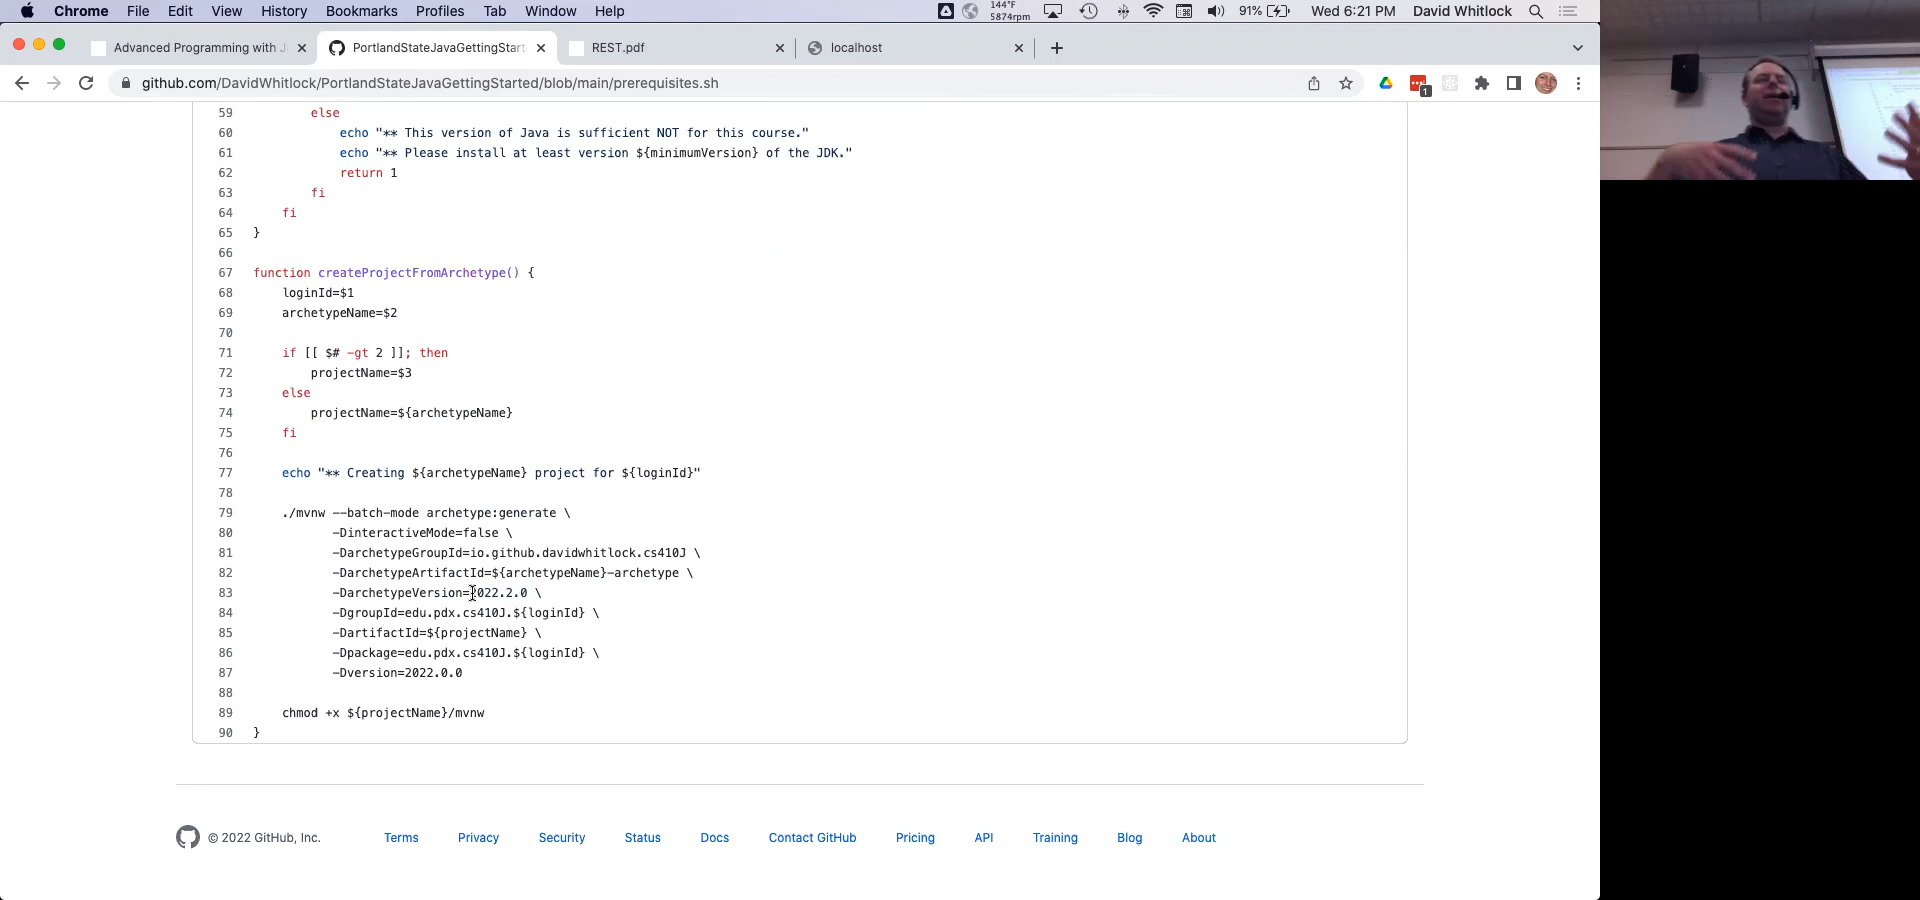 Chrome File Edit View History Bookmarks Profiles Tab Window Help 144°F 5874rpm 91% Wed 6:21 PM David Whitlock
Advanced Programming with J PortlandStateJavaGettingStart REST.pdf localhost
github.com/DavidWhitlock/PortlandStateJavaGettingStarted/blob/main/prerequisites.sh 1
59 else
60 echo "** This version of Java is sufficient NOT for this course."
61 echo "** Please install at least version ${minimumVersion} of the JDK."
62 return 1
63 fi
64 fi
65 }
66
67 function createProjectFromArchetype() {
68 loginId=$1
69 archetypeName=$2
70
71 if [[ $# -gt 2 ]]; then
72 projectName=$3
73 else
74 projectName=${archetypeName}
75 fi
76
77 echo "** Creating ${archetypeName} project for ${loginId}"
78
79 ./mvnw --batch-mode archetype:generate \
80 -DinteractiveMode=false \
81 -DarchetypeGroupId=io.github.davidwhitlock.cs410J \
82 -DarchetypeArtifactId=${archetypeName}-archetype \
83 -DarchetypeVersion=2022.2.0 \
84 -DgroupId=edu.pdx.cs410J.${loginId} \
85 -DartifactId=${projectName} \
86 -Dpackage=edu.pdx.cs410J.${loginId} \
87 -Dversion=2022.0.0
88
89 chmod +x ${projectName}/mvnw
90 }
© 2022 GitHub, Inc. Terms Privacy Security Status Docs Contact GitHub Pricing API Training Blog About